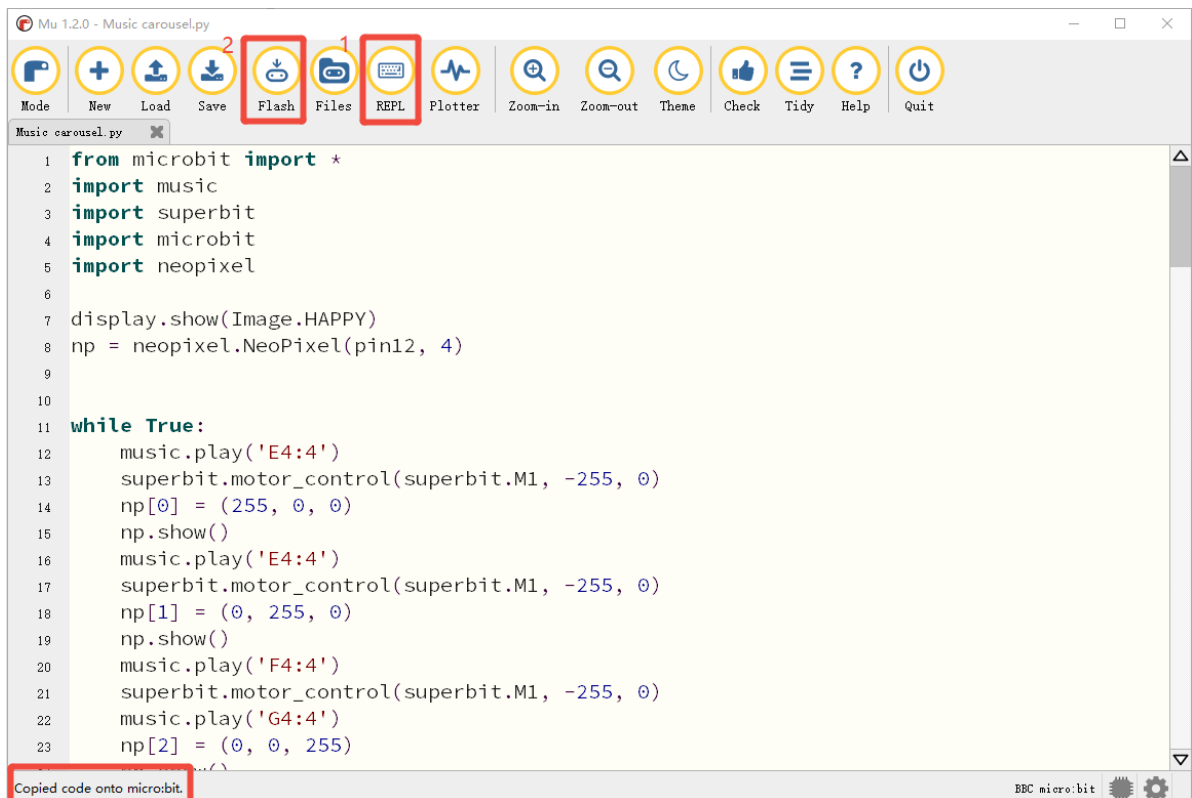 Mu 1.2.0 - Music carousel.py
2 1
Mode New Load Save Flash Files REPL Plotter Zoom-in Zoom-out Theme Check Tidy Help Quit
Music carousel.py
1 from microbit import *
2 import music
3 import superbit
4 import microbit
5 import neopixel
6
7 display.show(Image.HAPPY)
8 np = neopixel.NeoPixel(pin12, 4)
9
10
11 while True:
12     music.play('E4:4')
13     superbit.motor_control(superbit.M1, -255, 0)
14     np[0] = (255, 0, 0)
15     np.show()
16     music.play('E4:4')
17     superbit.motor_control(superbit.M1, -255, 0)
18     np[1] = (0, 255, 0)
19     np.show()
20     music.play('F4:4')
21     superbit.motor_control(superbit.M1, -255, 0)
22     music.play('G4:4')
23     np[2] = (0, 0, 255)
Copied code onto micro:bit. BBC micro:bit